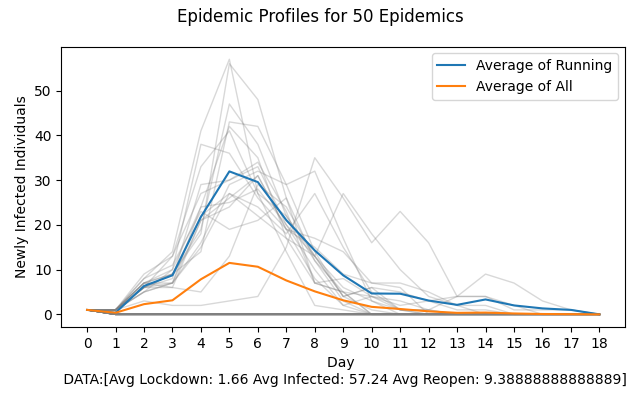 Epidemic Profiles for 50 Epidemics
Average of Running
Average of All
Newly Infected Individuals
50
40
30
20
10
0
0 1 2 3 4 5 6 7 8 9 10 11 12 13 14 15 16 17 18
Day
DATA:[Avg Lockdown: 1.66 Avg Infected: 57.24 Avg Reopen: 9.38888888888889]